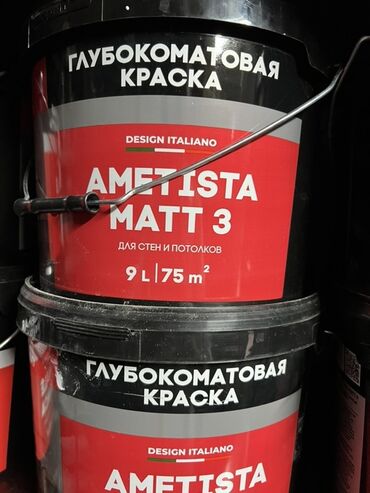 ГЛУБОКОМАТОВАЯ
КРАСКА
DESIGN ITALIANO
AMETISTA
MATT 3
ДЛЯ СТЕН И ПОТОЛКОВ
9 L | 75 m²
ГЛУБОКОМАТОВАЯ
КРАСКА
DESIGN ITALIANO
AMETISTA